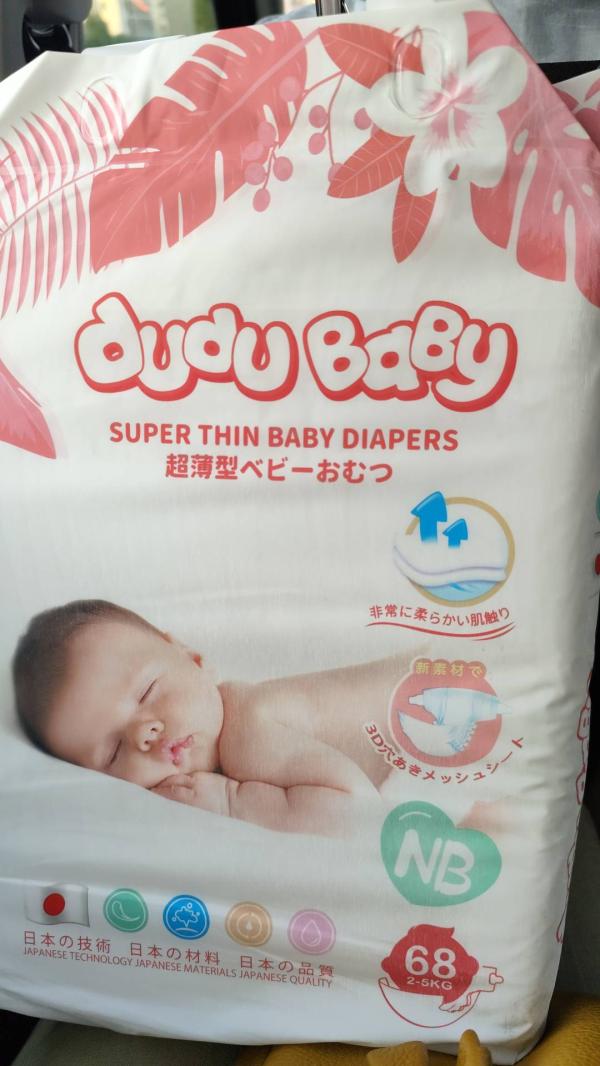 dudu BaBy
SUPER THIN BABY DIAPERS
超薄型ベビーおむつ
非常に柔らかい肌触り
新素材で
3D穴あきメッシュシート
NB
日本の技術 日本の材料 日本の品質
JAPANESE TECHNOLOGY JAPANESE MATERIALS JAPANESE QUALITY
68
2-5KG